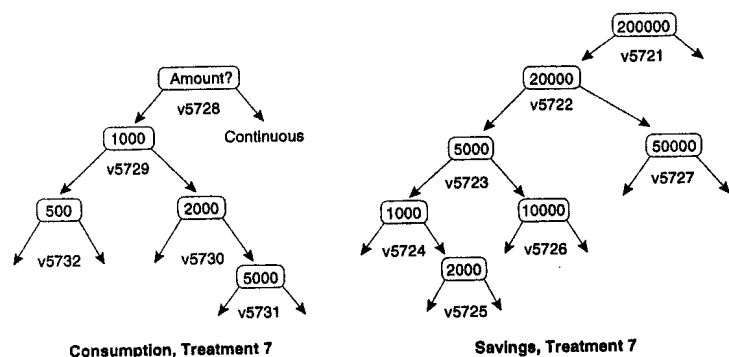 Amount?
v5728
Continuous
1000
v5729
500
v5732
2000
v5730
5000
v5731
Consumption, Treatment 7
200000
v5721
20000
v5722
5000
v5723
50000
v5727
1000
v5724
10000
v5726
2000
v5725
Savings, Treatment 7